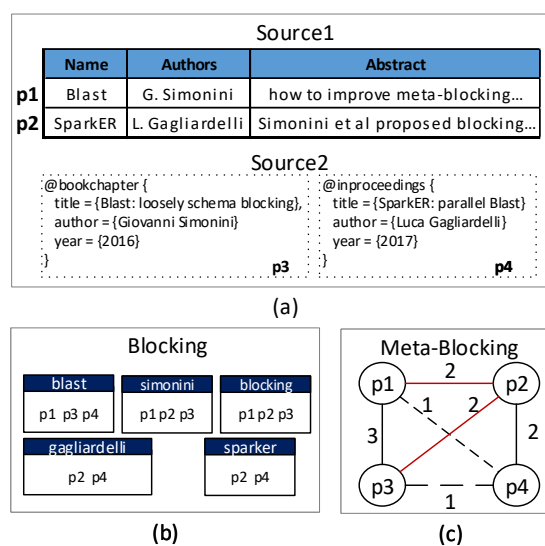 Source1
Name Authors Abstract
p1 Blast G. Simonini how to improve meta-blocking...
p2 SparkER L. Gagliardelli Simonini et al proposed blocking...
Source2
@bookchapter {
title = {Blast: loosely schema blocking},
author = {Giovanni Simonini}
year = {2016}
}
p3
@inproceedings {
title = {SparkER: parallel Blast}
author = {Luca Gagliardelli}
year = {2017}
}
p4
(a)
Blocking
blast
p1 p3 p4
simonini
p1 p2 p3
blocking
p1 p2 p3
gagliardelli
p2 p4
sparker
p2 p4
(b)
Meta-Blocking
p1 2 p2
1 2
3 2
p3 1 p4
(c)